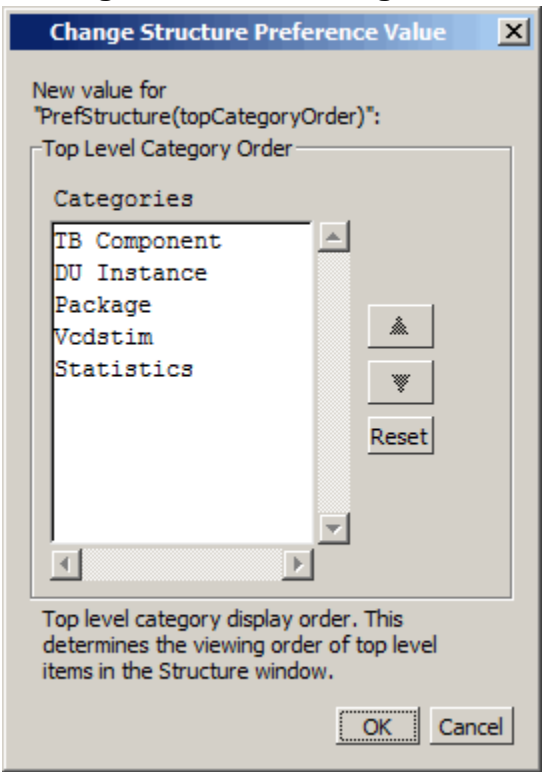 Change Structure Preference Value
New value for
"PrefStructure(topCategoryOrder)":
Top Level Category Order
Categories
TB Component
DU Instance
Package
Vcdstim
Statistics
Reset
Top level category display order. This
determines the viewing order of top level
items in the Structure window.
OK Cancel